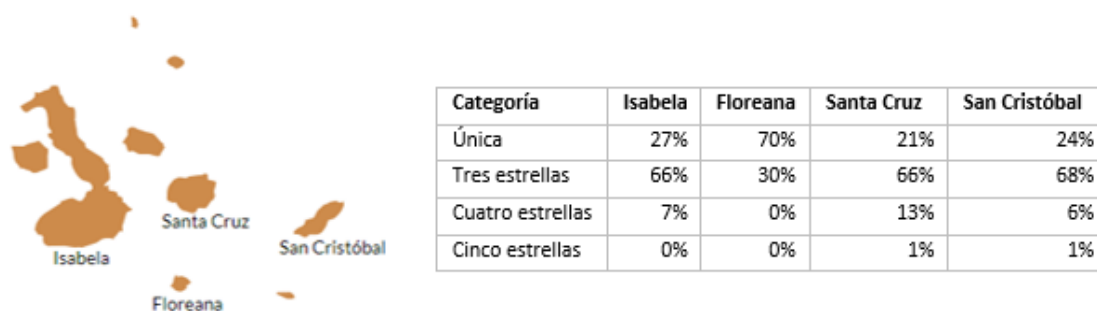 Santa Cruz
San Cristóbal
Isabela
Floreana
Categoría Isabela Floreana Santa Cruz San Cristóbal
Única 27% 70% 21% 24%
Tres estrellas 66% 30% 66% 68%
Cuatro estrellas 7% 0% 13% 6%
Cinco estrellas 0% 0% 1% 1%